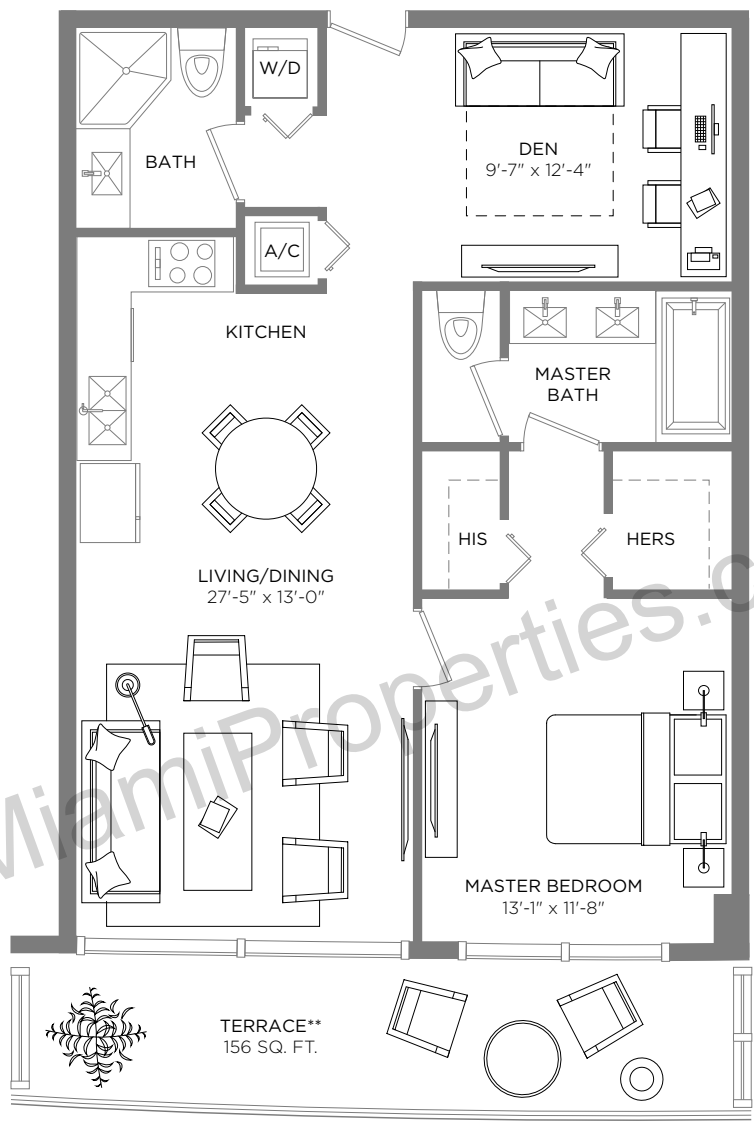 W/D
BATH
DEN
9'-7" x 12'-4"
A/C
KITCHEN
MASTER
BATH
HIS
HERS
LIVING/DINING
27'-5" x 13'-0"
MiamiProperties.c
MASTER BEDROOM
13'-1" x 11'-8"
TERRACE**
156 SQ. FT.